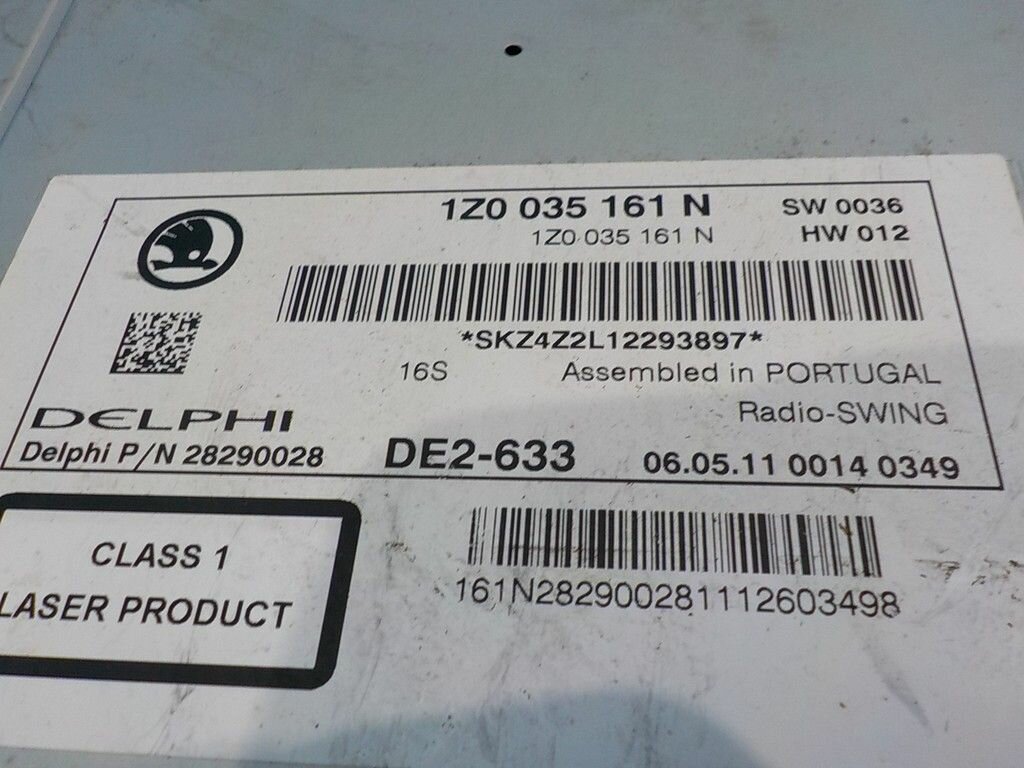 1Z0 035 161 N SW 0036
1Z0 035 161 N HW 012
*SKZ4Z2L12293897*
16S Assembled in PORTUGAL
Radio-SWING
DELPHI
Delphi P/N 28290028 DE2-633 06.05.11 0014 0349
CLASS 1
LASER PRODUCT
161N282900281112603498